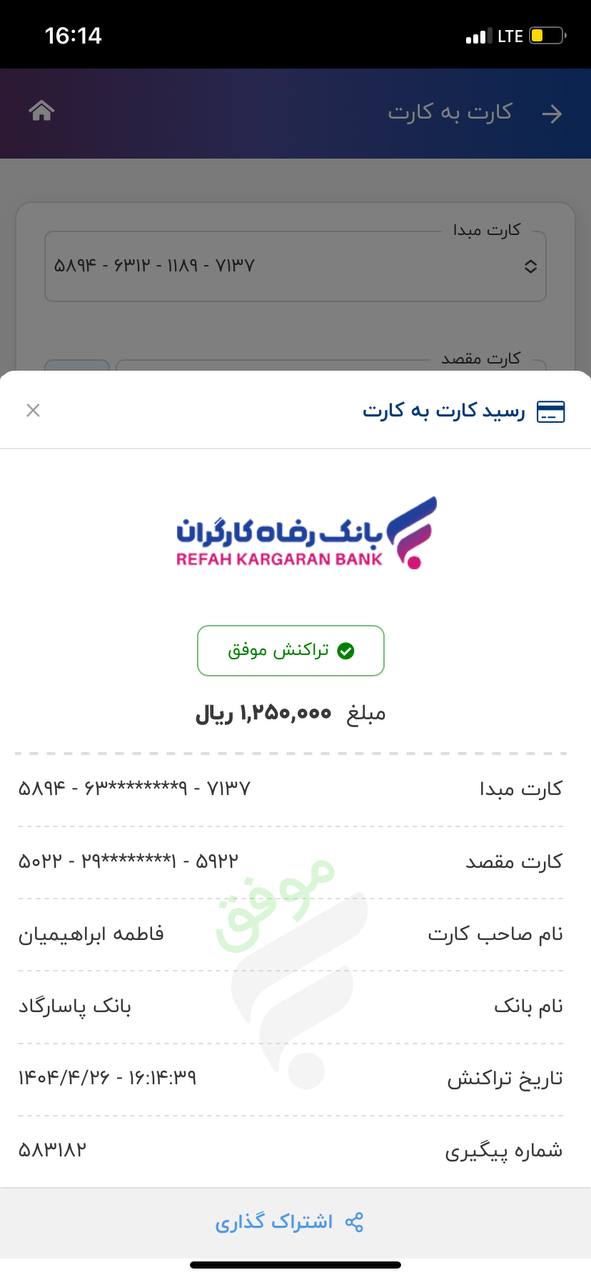 16:14
LTE
کارت به کارت
کارت مبدا
۵۸۹۴ - ۶۳۱۲ - ۱۱۸۹ - ۷۱۳۷
کارت مقصد
رسید کارت به کارت
بانک رفاه کارگران
REFAH KARGARAN BANK
تراکنش موفق
مبلغ ۱,۲۵۰,۰۰۰ ریال
کارت مبدا ۵۸۹۴ - ۶۳********۹ - ۷۱۳۷
کارت مقصد ۵۰۲۲ - ۲۹********۱ - ۵۹۲۲
موفق
نام صاحب کارت فاطمه ابراهیمیان
نام بانک بانک پاسارگاد
تاریخ تراکنش ۱۴۰۴/۴/۲۶ - ۱۶:۱۴:۳۹
شماره پیگیری ۵۸۳۱۸۲
اشتراک گذاری